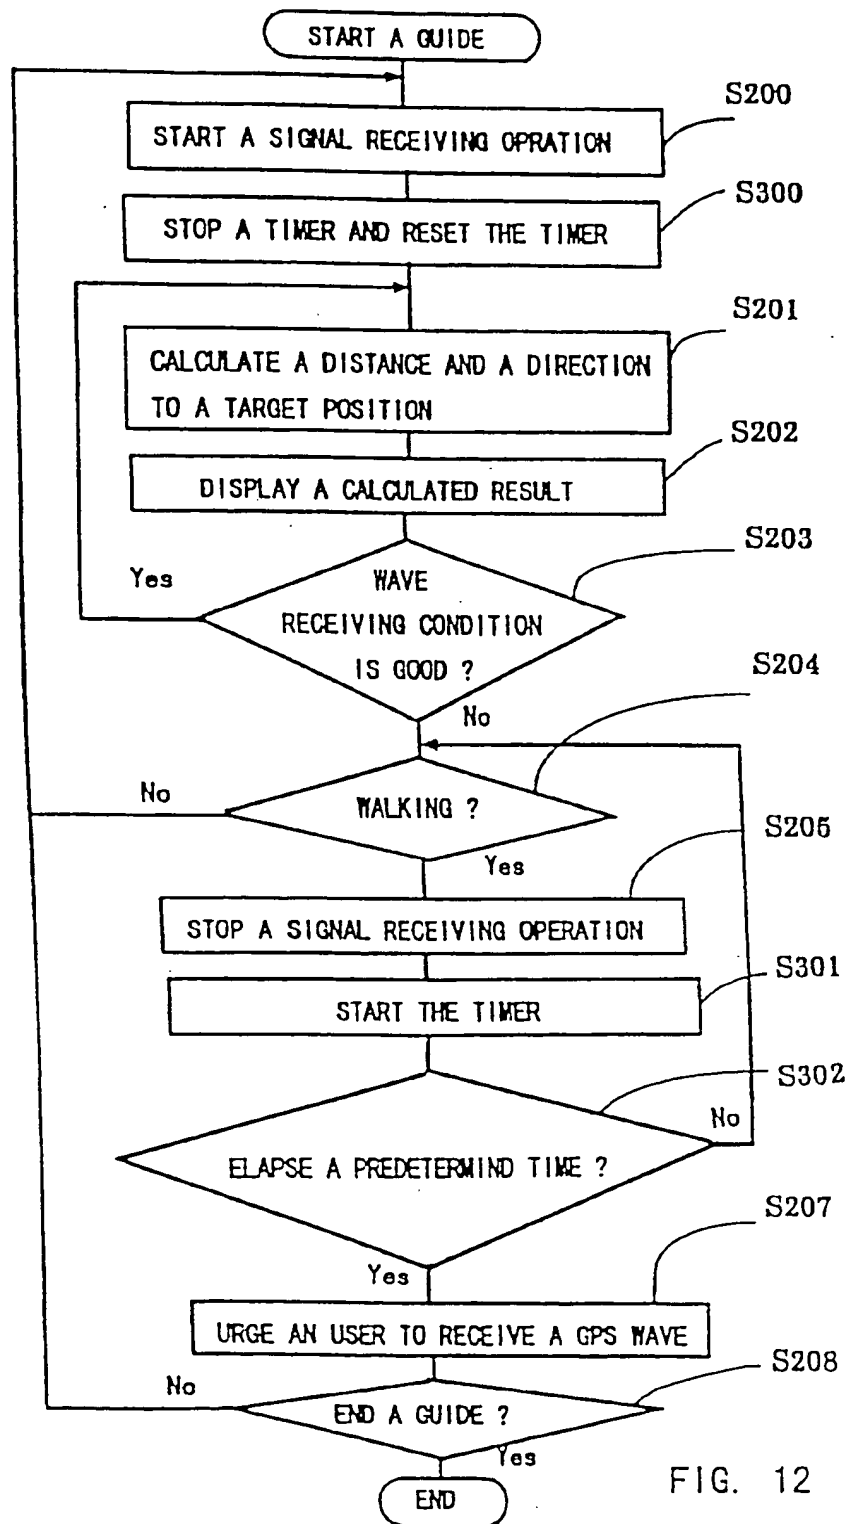 START A GUIDE
S200
START A SIGNAL RECEIVING OPRATION
S300
STOP A TIMER AND RESET THE TIMER
S201
CALCULATE A DISTANCE AND A DIRECTION
TO A TARGET POSITION
S202
DISPLAY A CALCULATED RESULT
S203
Yes
WAVE
RECEIVING CONDITION
IS GOOD ?
S204
No
No
WALKING ?
S205
Yes
STOP A SIGNAL RECEIVING OPERATION
S301
START THE TIMER
S302
No
ELAPSE A PREDETERMIND TIME ?
S207
Yes
URGE AN USER TO RECEIVE A GPS WAVE
S208
No
END A GUIDE ?
Yes
END
FIG. 12